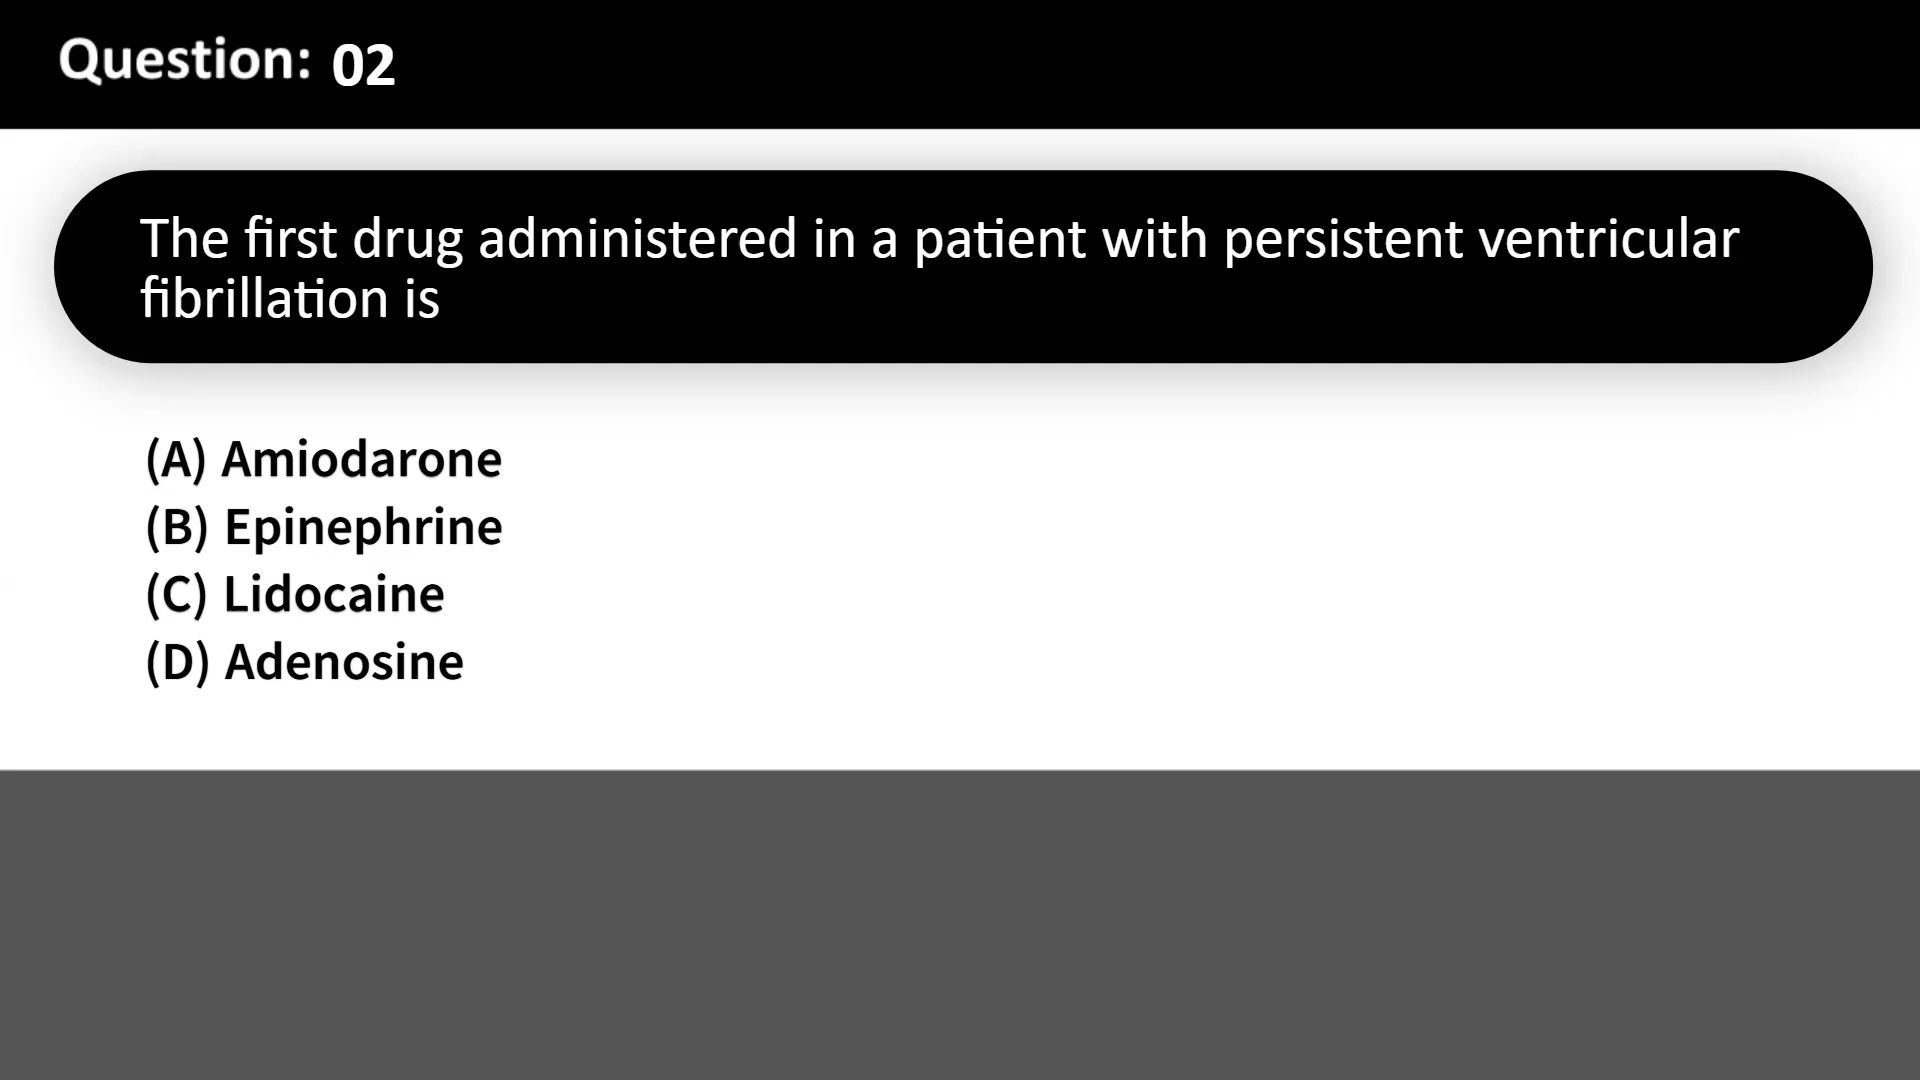 Question: 02
The first drug administered in a patient with persistent ventricular
fibrillation is
(A) Amiodarone
(B) Epinephrine
(C) Lidocaine
(D) Adenosine